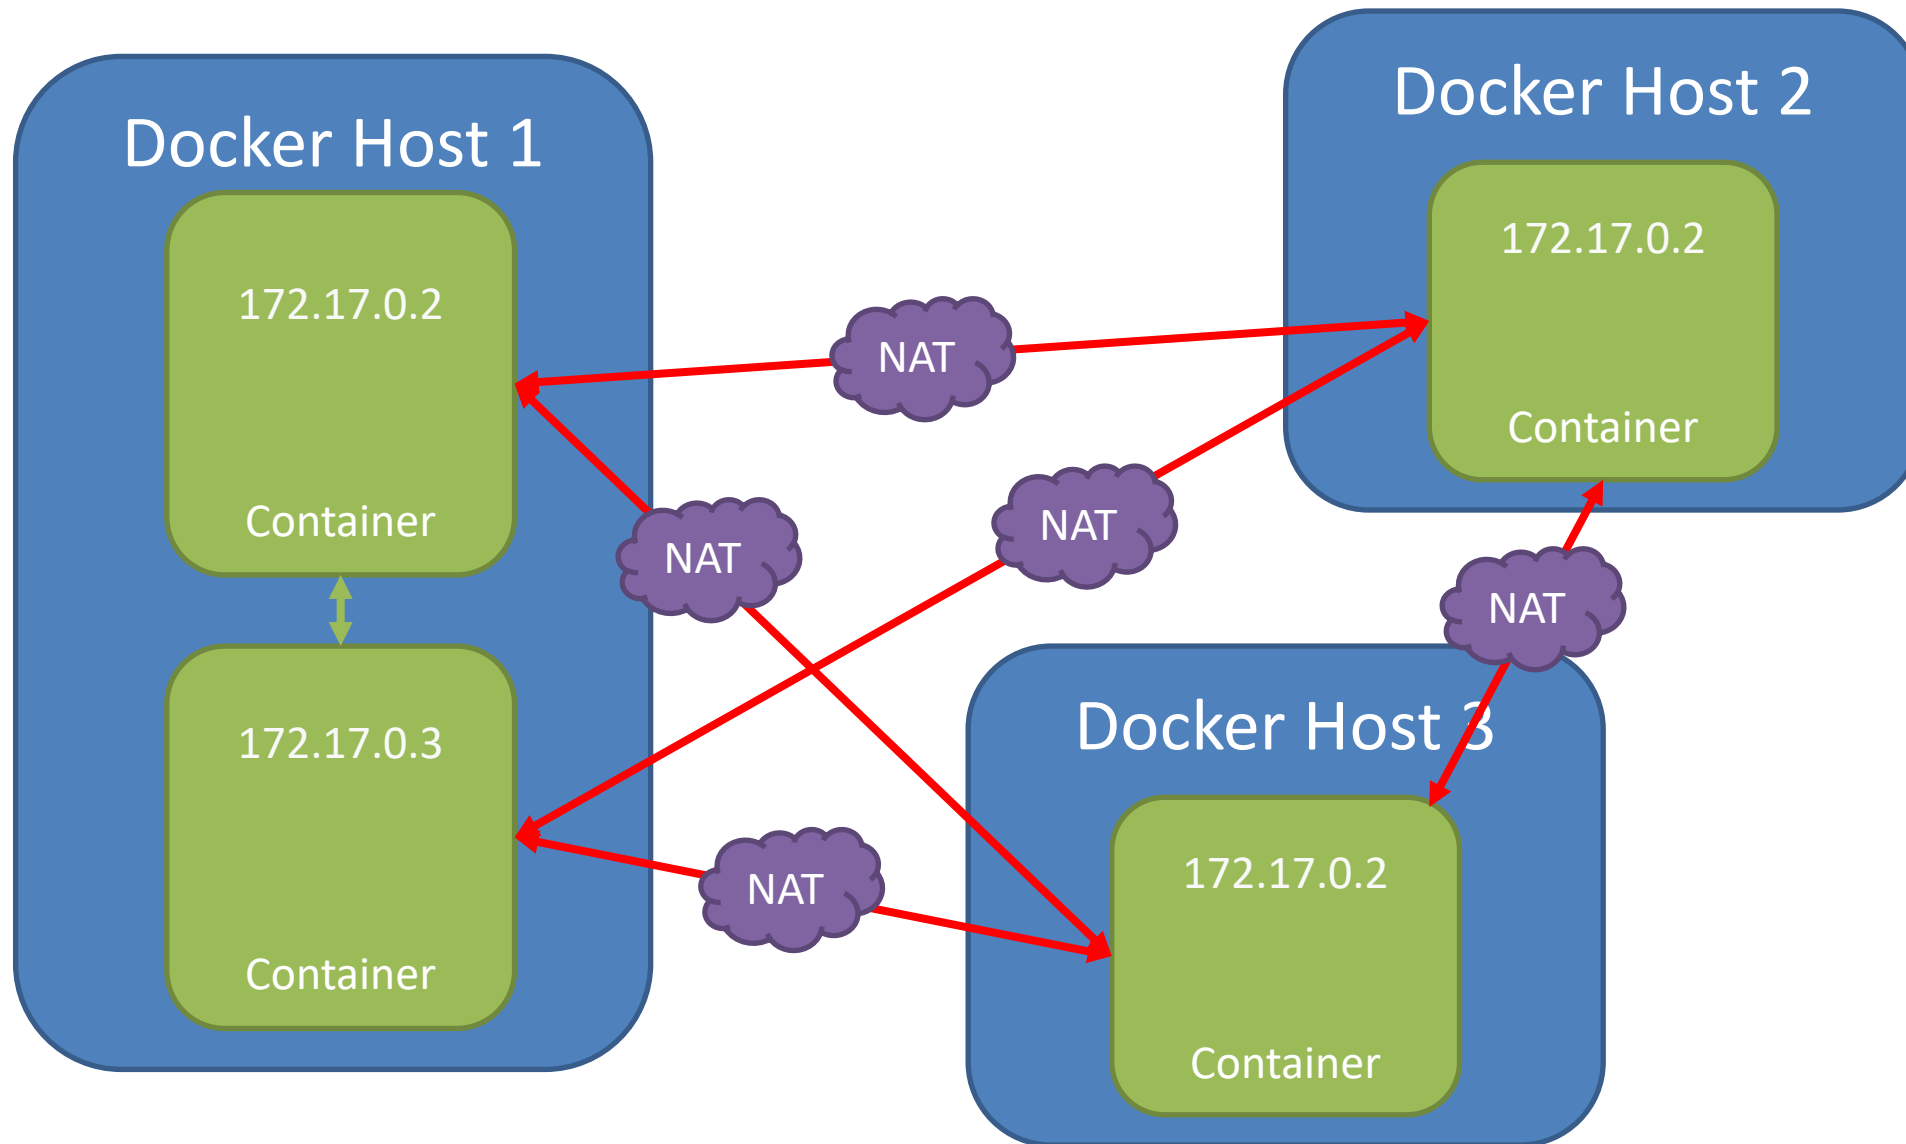 Docker Host 1
172.17.0.2
Container
172.17.0.3
Container
Docker Host 2
172.17.0.2
Container
Docker Host 3
172.17.0.2
Container
NAT
NAT
NAT
NAT
NAT